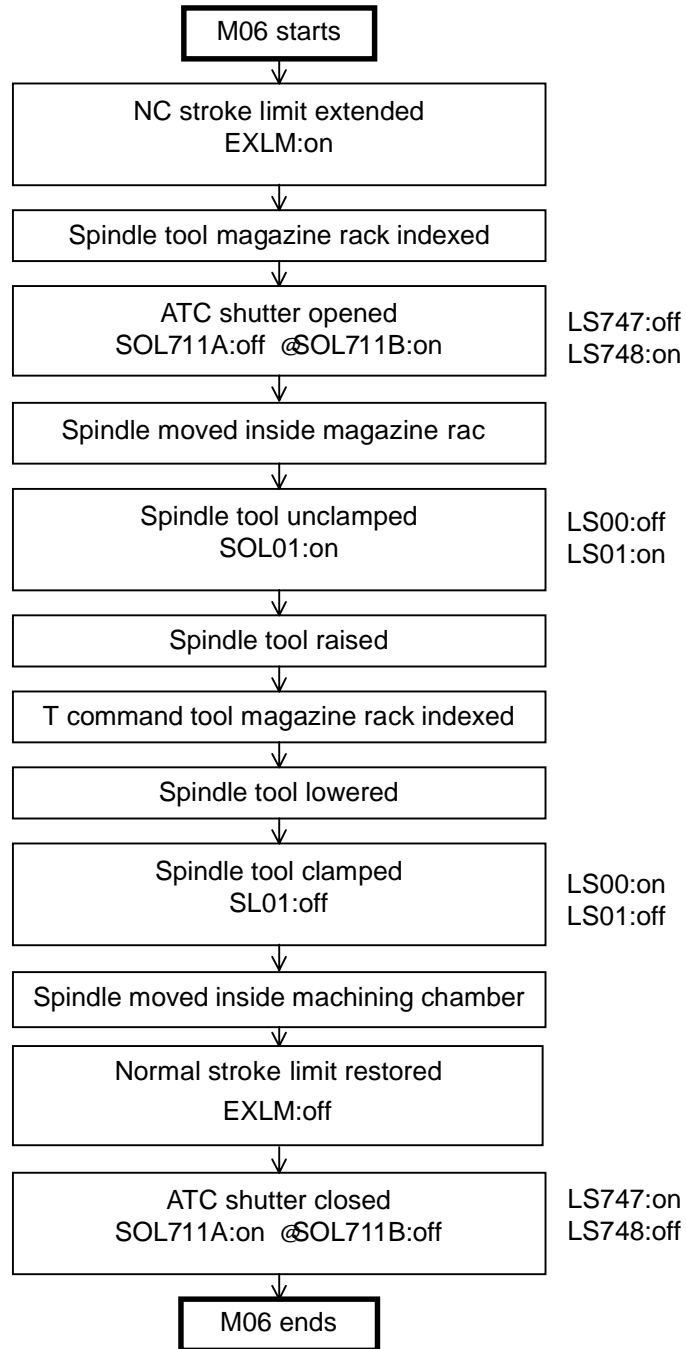 M06 starts
NC stroke limit extended
EXLM:on
Spindle tool magazine rack indexed
ATC shutter opened
SOL711A:off @SOL711B:on
LS747:off
LS748:on
Spindle moved inside magazine rac
Spindle tool unclamped
SOL01:on
LS00:off
LS01:on
Spindle tool raised
T command tool magazine rack indexed
Spindle tool lowered
Spindle tool clamped
SL01:off
LS00:on
LS01:off
Spindle moved inside machining chamber
Normal stroke limit restored
EXLM:off
ATC shutter closed
SOL711A:on @SOL711B:off
LS747:on
LS748:off
M06 ends